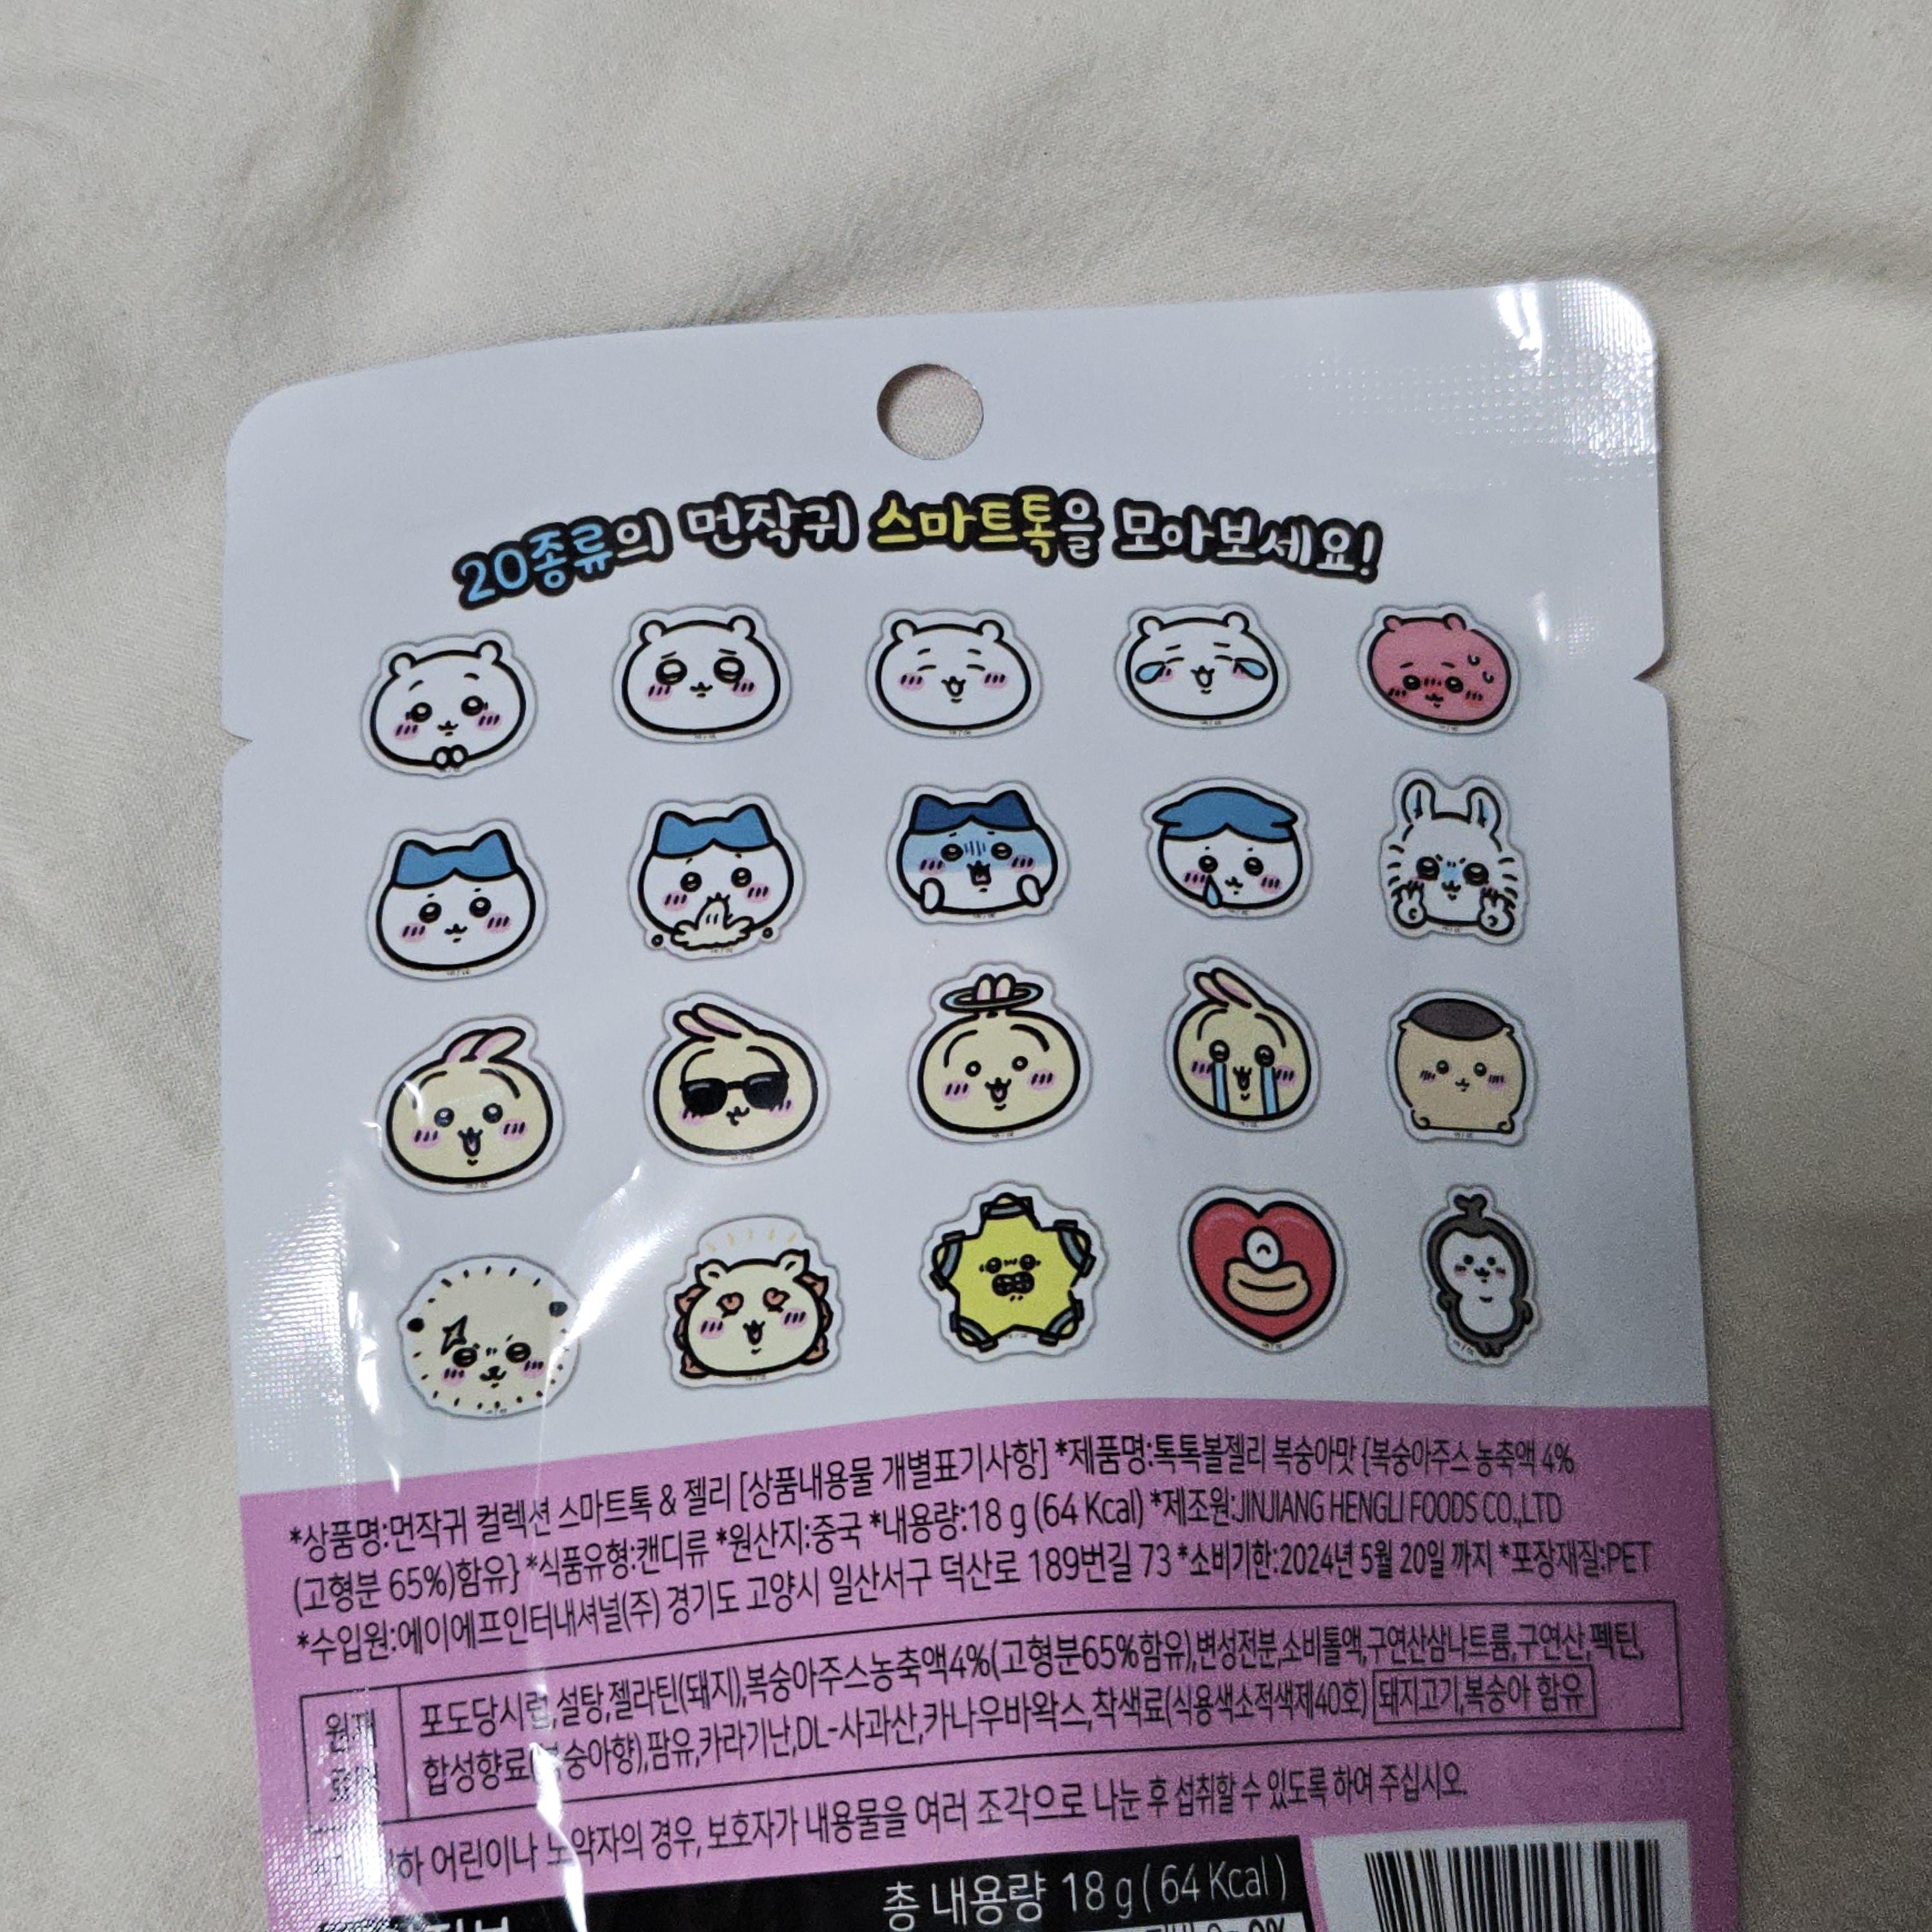 20종류의 먼작귀 스마트톡을 모아보세요!
*상품명:먼작귀 컬렉션 스마트톡 & 젤리 [상품내용물 개별표기사항] *제품명:톡톡볼젤리 복숭아맛 {복숭아주스 농축액 4%
(고형분 65%)함유} *식품유형:캔디류 *원산지:중국 *내용량:18 g (64 Kcal) *제조원:JINJIANG HENGLI FOODS CO.,LTD
*수입원:에이에프인터내셔널(주) 경기도 고양시 일산서구 덕산로 189번길 73 *소비기한:2024년 5월 20일 까지 *포장재질:PET
포도당시럽,설탕,젤라틴(돼지),복숭아주스농축액4%(고형분65%함유),변성전분,소비톨액,구연산삼나트륨,구연산,펙틴,
합성향료(복숭아향),팜유,카라기난,DL-사과산,카나우바왁스,착색료(식용색소적색제40호) 돼지고기,복숭아 함유
어린이나 노약자의 경우, 보호자가 내용물을 여러 조각으로 나눈 후 섭취할 수 있도록 하여 주십시오.
총 내용량 18 g ( 64 Kcal )